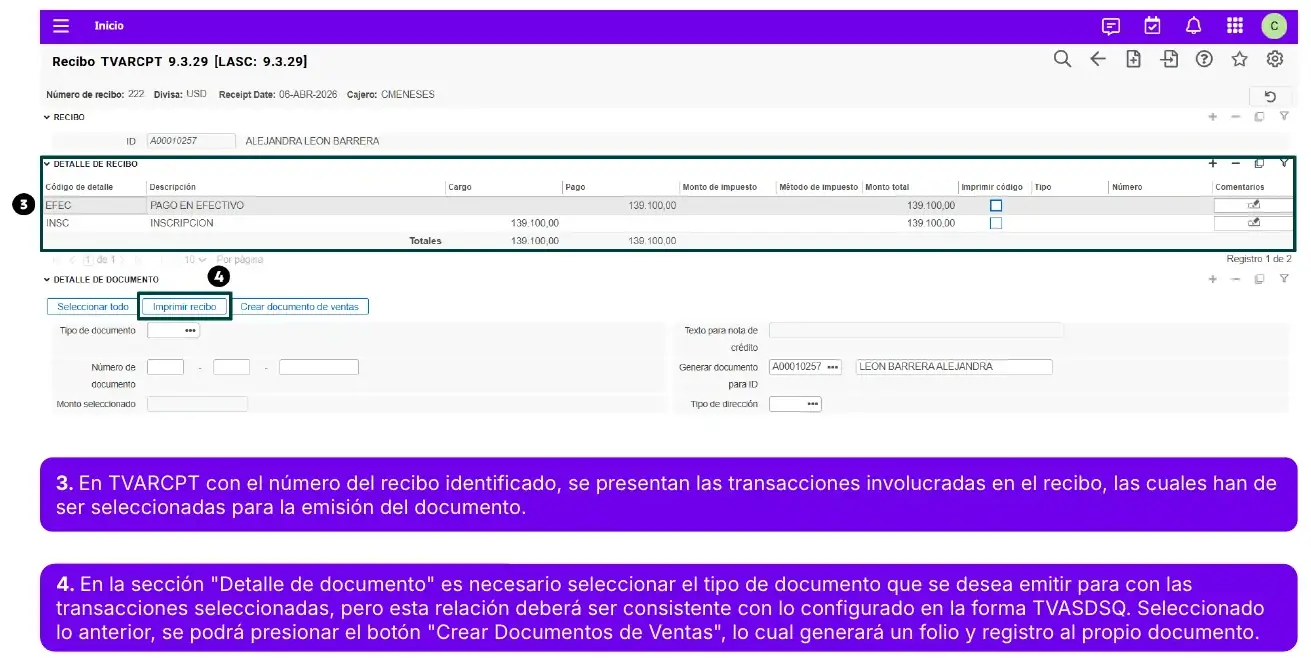 Inicio
C
Recibo TVARCPT 9.3.29 [LASC: 9.3.29]
Número de recibo: 222 Divisa: USD Receipt Date: 06-ABR-2026 Cajero: CMENESES
RECIBO
ID A00010257 ALEJANDRA LEON BARRERA
DETALLE DE RECIBO
Código de detalle Descripción Cargo Pago Monto de impuesto Método de impuesto Monto total Imprimir código Tipo Número Comentarios
3
EFEC PAGO EN EFECTIVO 139.100,00 139.100,00
INSC INSCRIPCION 139.100,00 139.100,00
Totales 139.100,00 139.100,00
1 de 1 10 Por página Registro 1 de 2
4
DETALLE DE DOCUMENTO
Seleccionar todo Imprimir recibo Crear documento de ventas
Tipo de documento Texto para nota de
crédito
Número de - - Generar documento A00010257 LEON BARRERA ALEJANDRA
documento para ID
Monto seleccionado Tipo de dirección
3. En TVARCPT con el número del recibo identificado, se presentan las transacciones involucradas en el recibo, las cuales han de
ser seleccionadas para la emisión del documento.
4. En la sección "Detalle de documento" es necesario seleccionar el tipo de documento que se desea emitir para con las
transacciones seleccionadas, pero esta relación deberá ser consistente con lo configurado en la forma TVASDSQ. Seleccionado
lo anterior, se podrá presionar el botón "Crear Documentos de Ventas", lo cual generará un folio y registro al propio documento.